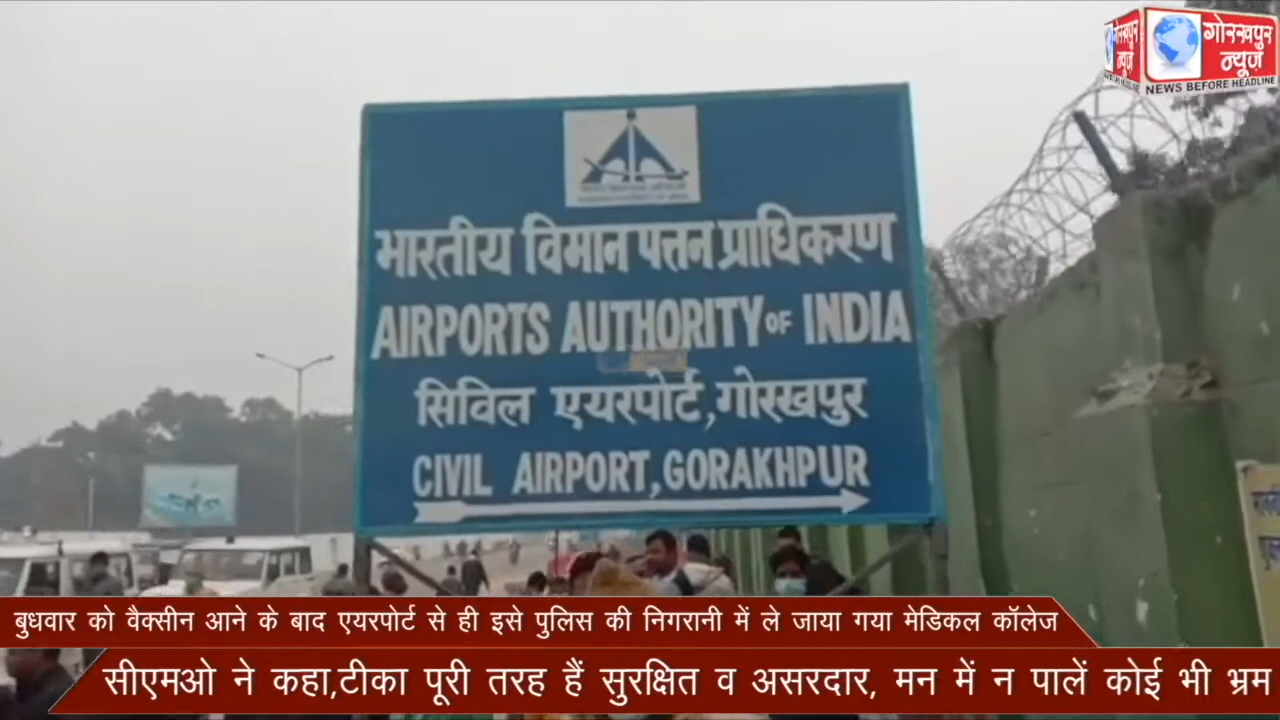 गोरखपुर
न्यूज़
NEWS BEFORE HEADLINE
भारतीय विमान पत्तन प्राधिकरण
AIRPORTS AUTHORITY OF INDIA
सिविल एयरपोर्ट,गोरखपुर
CIVIL AIRPORT,GORAKHPUR
बुधवार को वैक्सीन आने के बाद एयरपोर्ट से ही इसे पुलिस की निगरानी में ले जाया गया मेडिकल कॉलेज
सीएमओ ने कहा,टीका पूरी तरह हैं सुरक्षित व असरदार, मन में न पालें कोई भी भ्रम